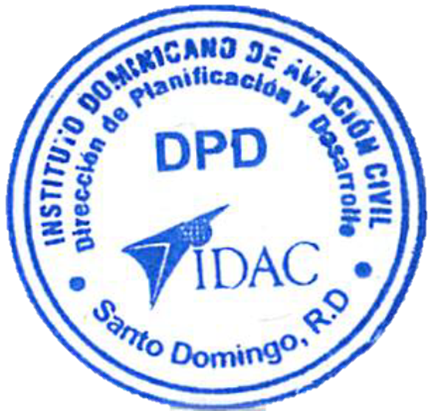 INSTITUTO DOMINICANO DE AVIACIÓN CIVIL
Dirección de Planificación y Desarrollo
DPD
IDAC
Santo Domingo, R.D